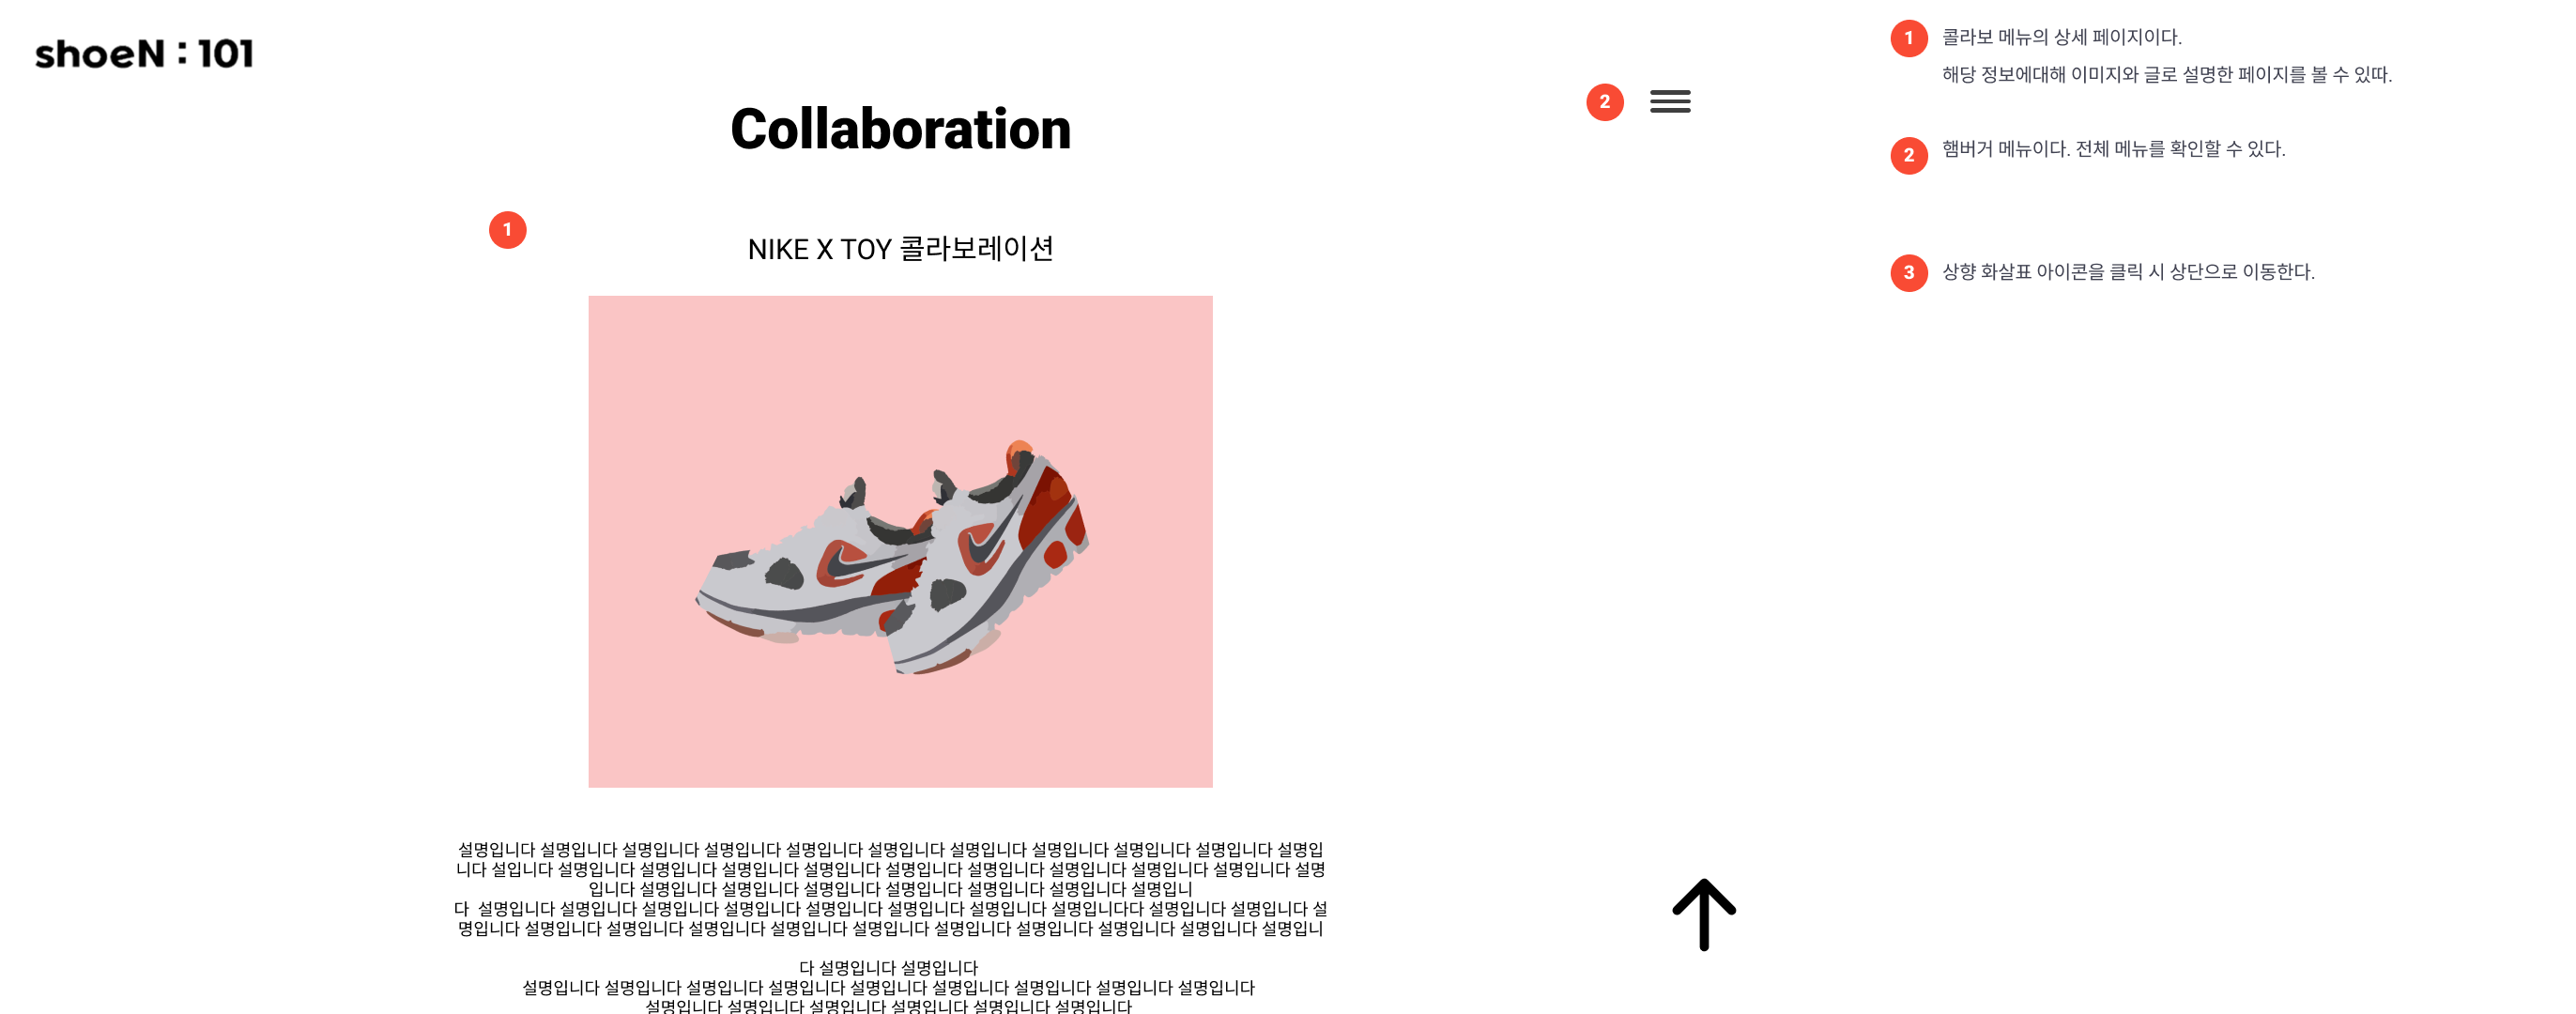 shoeN : 101
Collaboration
1
NIKE X TOY 콜라보레이션
2
설명입니다 설명입니다 설명입니다 설명입니다 설명입니다 설명입니다 설명입니다 설명입니다 설명입니다 설명입니다 설명입
니다 설입니다 설명입니다 설명입니다 설명입니다 설명입니다 설명입니다 설명입니다 설명입니다 설명입니다 설명입니다 설명
입니다 설명입니다 설명입니다 설명입니다 설명입니다 설명입니다 설명입니다 설명입니
다  설명입니다 설명입니다 설명입니다 설명입니다 설명입니다 설명입니다 설명입니다 설명입니다다 설명입니다 설명입니다 설
명입니다 설명입니다 설명입니다 설명입니다 설명입니다 설명입니다 설명입니다 설명입니다 설명입니다 설명입니다 설명입니
다 설명입니다 설명입니다
설명입니다 설명입니다 설명입니다 설명입니다 설명입니다 설명입니다 설명입니다 설명입니다 설명입니다
설명입니다 설명입니다 설명입니다 설명입니다 설명입니다 설명입니다
1 콜라보 메뉴의 상세 페이지이다.
해당 정보에대해 이미지와 글로 설명한 페이지를 볼 수 있따.
2 햄버거 메뉴이다. 전체 메뉴를 확인할 수 있다.
3 상향 화살표 아이콘을 클릭 시 상단으로 이동한다.